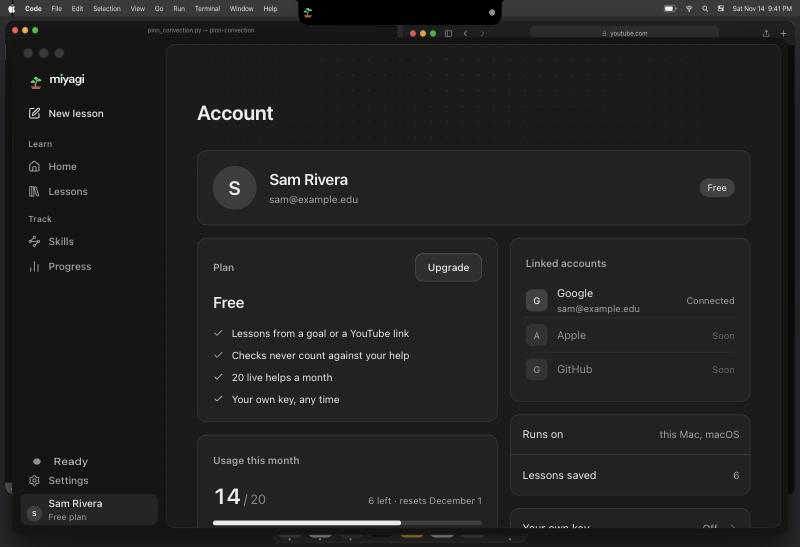 Code File Edit Selection View Go Run Terminal Window Help
Sat Nov 14 9:41 PM
pinn_convection.py — pinn-convection
youtube.com
miyagi
New lesson
Learn
Home
Lessons
Track
Skills
Progress
Ready
Settings
S
Sam Rivera
Free plan
Account
S
Sam Rivera
sam@example.edu
Free
Plan
Upgrade
Free
Lessons from a goal or a YouTube link
Checks never count against your help
20 live helps a month
Your own key, any time
Usage this month
14 / 20
6 left · resets December 1
Linked accounts
G
Google
sam@example.edu
Connected
A Apple Soon
G GitHub Soon
Runs on this Mac, macOS
Lessons saved 6
Your own key Off